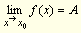 lim x→x₀ f(x) = A